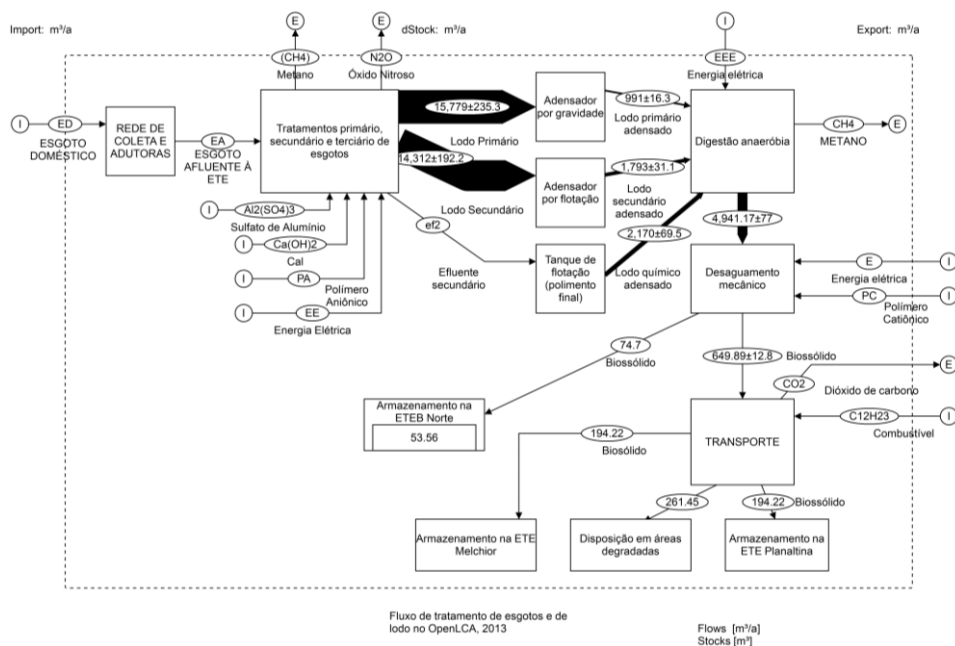 Import: m³/a
E
E
dStock: m³/a
I
Export: m³/a
(CH4)
N2O
EEE
Metano
Óxido Nitroso
Energia elétrica
I
ED
ESGOTO
DOMÉSTICO
REDE DE
COLETA E
ADUTORAS
EA
ESGOTO
AFLUENTE À
ETE
Tratamentos primário,
secundário e terciário de
esgotos
15,779±235.3
Lodo Primário
14,312±192.2
Lodo Secundário
Adensador
por gravidade
991±16.3
Lodo primário
adensado
Adensador
por flotação
1,793±31.1
Lodo
secundário
adensado
Digestão anaeróbia
CH4
METANO
E
I
Al2(SO4)3
Sulfato de Alumínio
I
Ca(OH)2
Cal
I
PA
Polímero
Aniônico
I
EE
Energia Elétrica
ef2
Efluente
secundário
Tanque de
flotação
(polimento
final)
2,170±69.5
Lodo químico
adensado
4,941.17±77
Desaguamento
mecânico
E
I
Energia elétrica
PC
I
Polímero
Catiônico
74.7
Biossólido
649.89±12.8
Biossólido
CO2
E
Dióxido de carbono
Armazenamento na
ETEB Norte
53.56
TRANSPORTE
C12H23
I
Combustível
194.22
Biosólido
261.45
194.22
Biossólido
Armazenamento na ETE
Melchior
Disposição em áreas
degradadas
Armazenamento na
ETE Planaltina
Fluxo de tratamento de esgotos e de
lodo no OpenLCA, 2013
Flows [m³/a]
Stocks [m³]